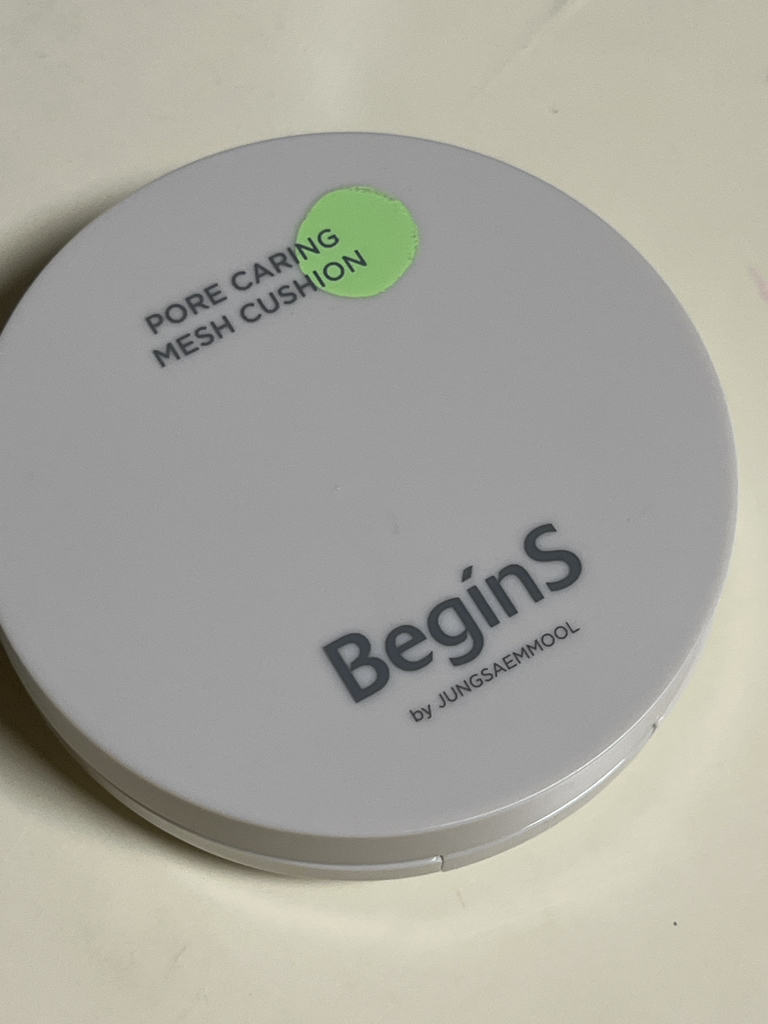 PORE CARING
MESH CUSHION
BegínS
by JUNGSAEMMOOL